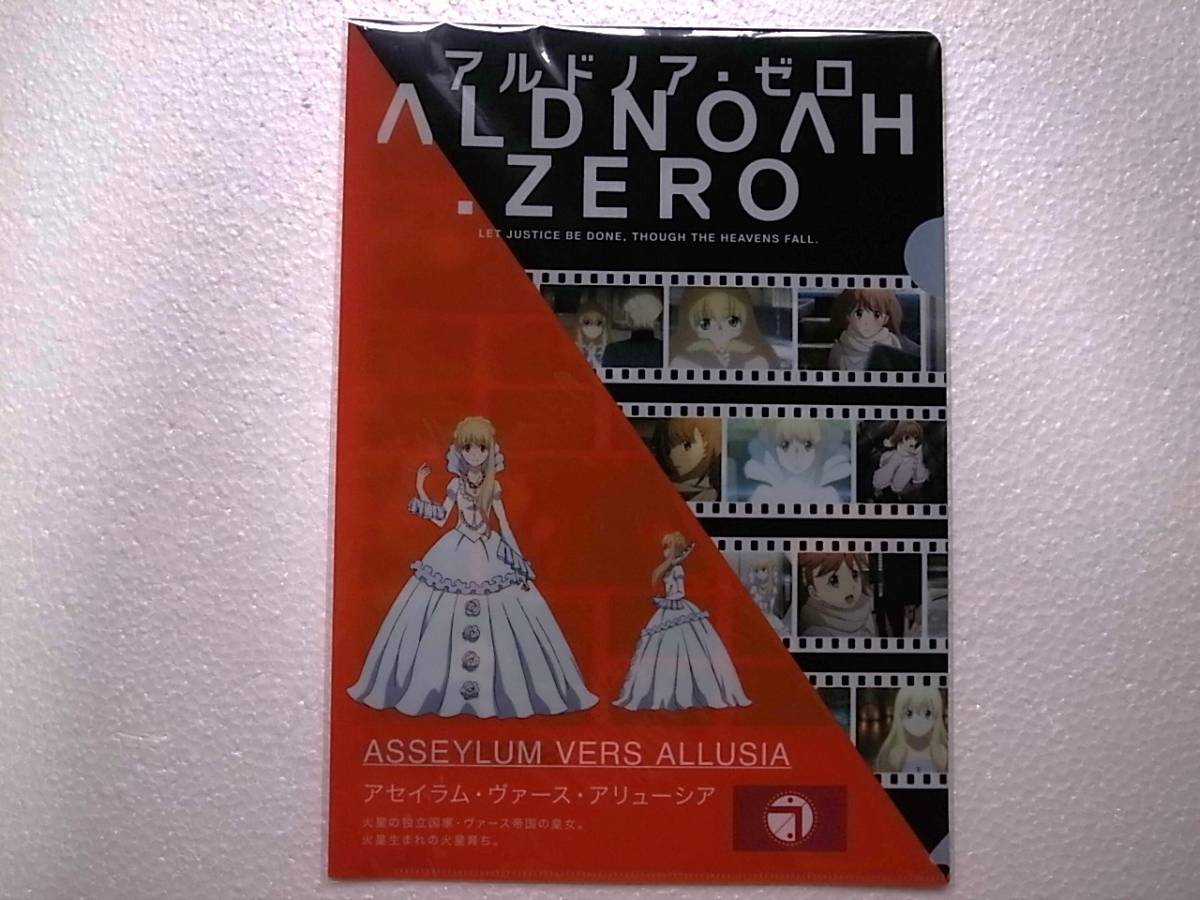 アルドノア・ゼロ
ALDNOAH
.ZERO
LET JUSTICE BE DONE, THOUGH THE HEAVENS FALL.
ASSEYLUM VERS ALLUSIA
アセイラム・ヴァース・アリューシア
火星の独立国家・ヴァース帝国の皇女。
火星生まれの火星育ち。